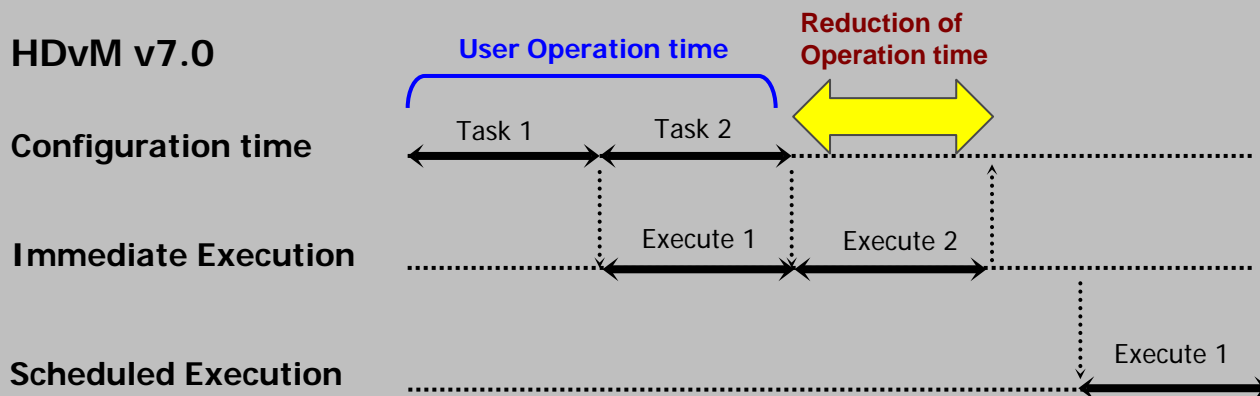 HDvM v7.0
User Operation time
Reduction of
Operation time
Configuration time
Task 1
Task 2
Immediate Execution
Execute 1
Execute 2
Scheduled Execution
Execute 1